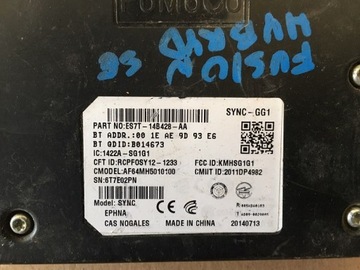 FoMoCo
FUSION
HYBRID SE
SYNC-GG1
PART NO:ES7T-14B428-AA
BT ADDR.:00 1E AE 9D 93 E6
BT QDID:B014673
IC:1422A-SG1G1
CFT ID:RCPFOSY12-1233 FCC ID:KMHSG1G1
CMODEL:AF64MH5010100 CMIIT ID:2011DP4982
SN:6T7E02PN
Model: SYNC
EPHNA
CAS NOGALES MADE IN CHINA 20140713